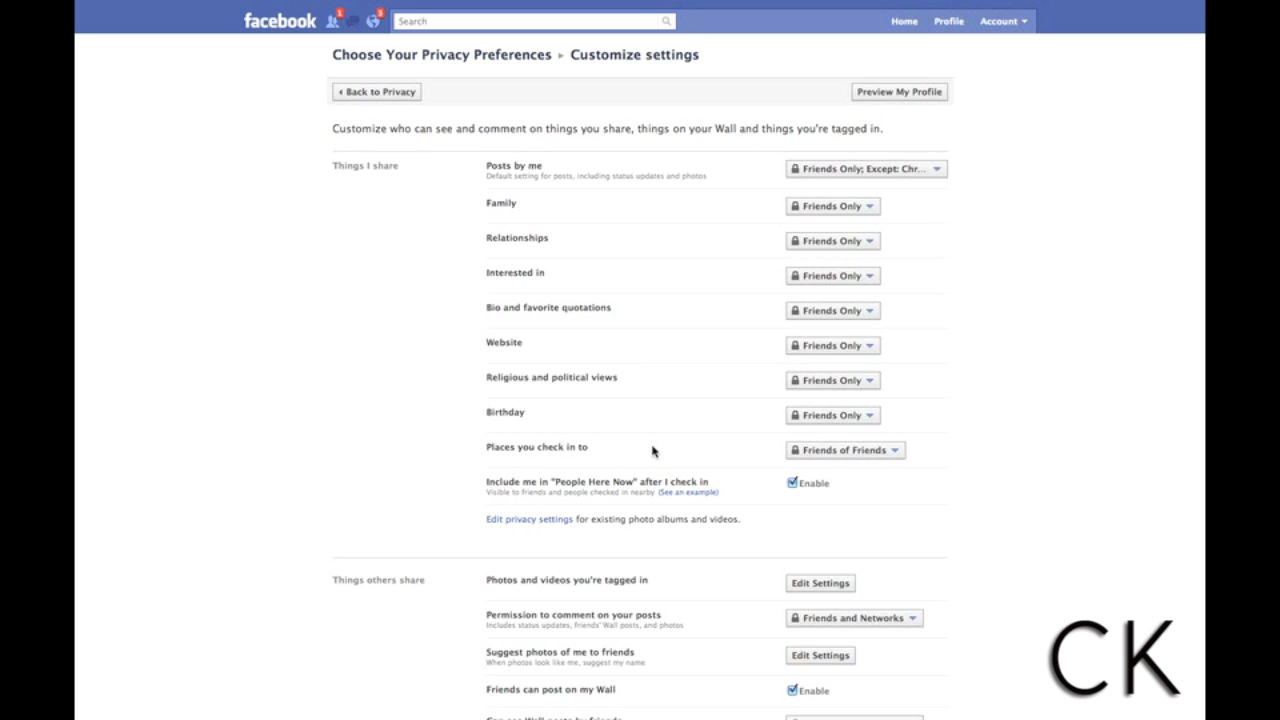 facebook
1
3
Search
Home
Profile
Account
Choose Your Privacy Preferences ▸ Customize settings
Back to Privacy
Preview My Profile
Customize who can see and comment on things you share, things on your Wall and things you're tagged in.
Things I share
Posts by me
Default setting for posts, including status updates and photos
Friends Only; Except: Chr...
Family
Friends Only
Relationships
Friends Only
Interested in
Friends Only
Bio and favorite quotations
Friends Only
Website
Friends Only
Religious and political views
Friends Only
Birthday
Friends Only
Places you check in to
Friends of Friends
Include me in "People Here Now" after I check in
Visible to friends and people checked in nearby (See an example)
Enable
Edit privacy settings for existing photo albums and videos.
Things others share
Photos and videos you're tagged in
Edit Settings
Permission to comment on your posts
Includes status updates, friends' Wall posts, and photos
Friends and Networks
Suggest photos of me to friends
When photos look like me, suggest my name
Edit Settings
Friends can post on my Wall
Enable
Can see Wall posts by friends
CK